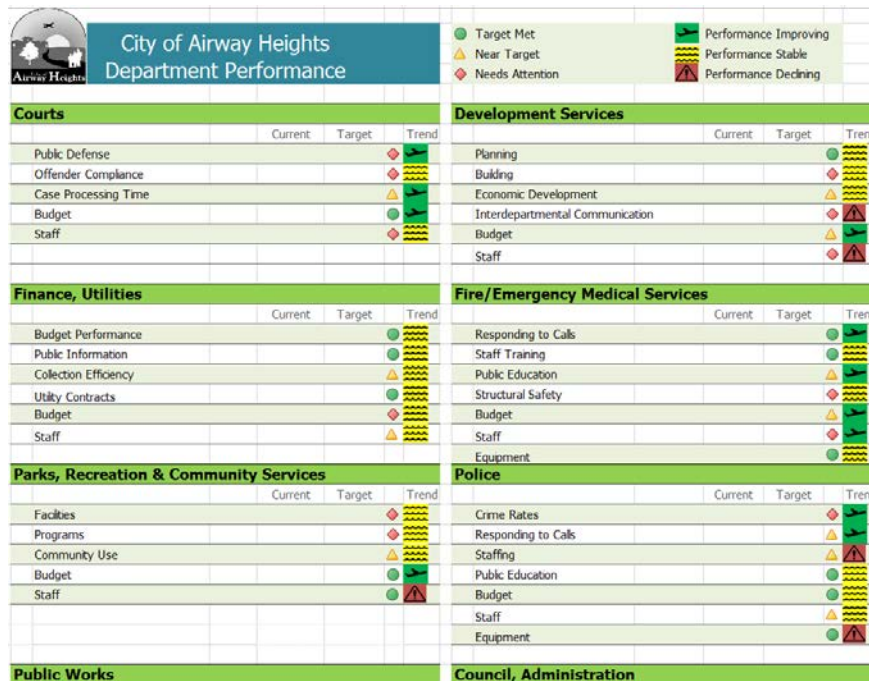 Airway Heights
City of Airway Heights
Department Performance
Target Met
Near Target
Needs Attention
Performance Improving
Performance Stable
Performance Declining
Courts
Current Target Trend
Public Defense
Offender Compliance
Case Processing Time
Budget
Staff
Development Services
Current Target Tren
Planning
Building
Economic Development
Interdepartmental Communication
Budget
Staff
Finance, Utilities
Current Target Trend
Budget Performance
Public Information
Collection Efficiency
Utility Contracts
Budget
Staff
Fire/Emergency Medical Services
Current Target Tren
Responding to Calls
Staff Training
Public Education
Structural Safety
Budget
Staff
Equipment
Parks, Recreation & Community Services
Current Target Trend
Facilities
Programs
Community Use
Budget
Staff
Police
Current Target Tren
Crime Rates
Responding to Calls
Staffing
Public Education
Budget
Staff
Equipment
Public Works
Council, Administration